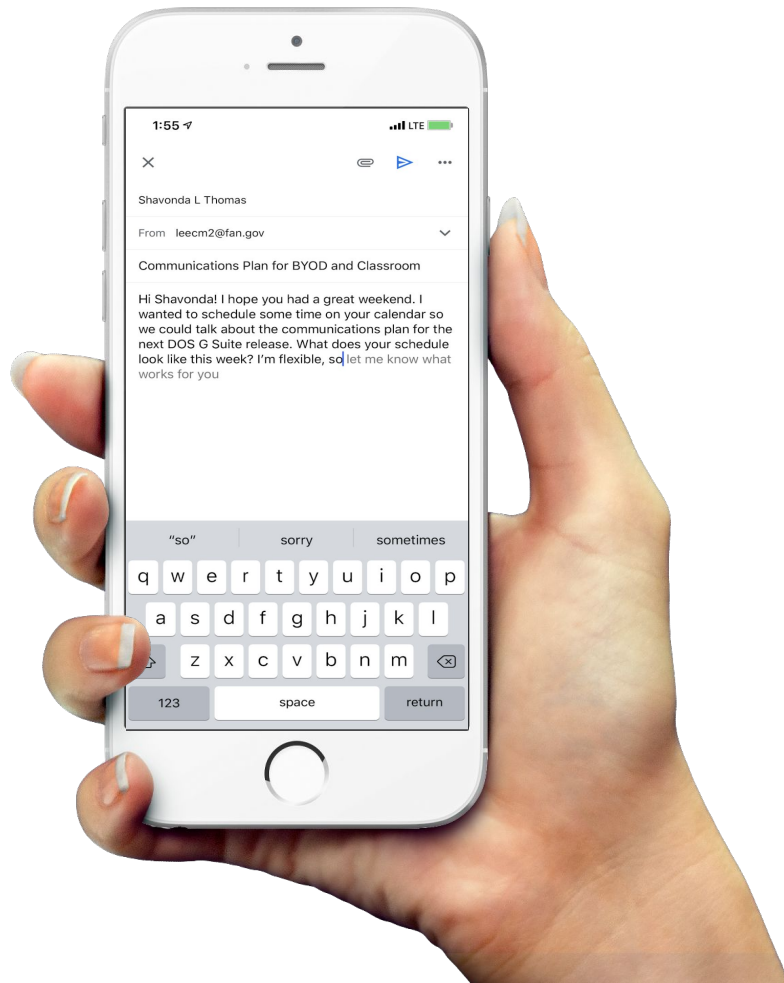 1:55 LTE
Shavonda L Thomas
From leecm2@fan.gov
Communications Plan for BYOD and Classroom
Hi Shavonda! I hope you had a great weekend. I
wanted to schedule some time on your calendar so
we could talk about the communications plan for the
next DOS G Suite release. What does your schedule
look like this week? I’m flexible, so let me know what
works for you
"so" sorry sometimes
q w e r t y u i o p
a s d f g h j k l
z x c v b n m
123 space return